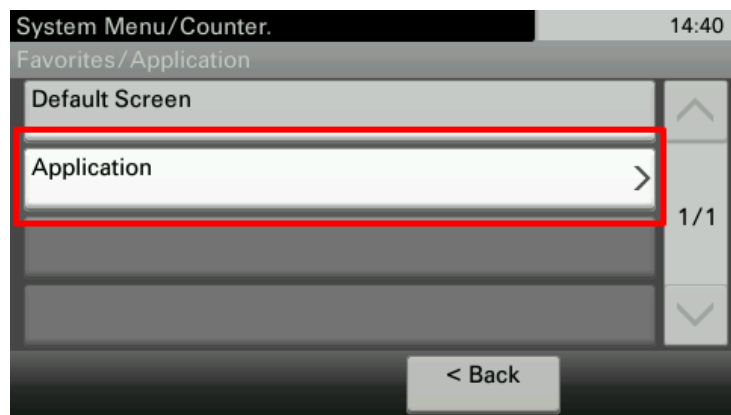 System Menu/Counter.
14:40
Favorites/Application
Default Screen
Application
>
1/1
< Back